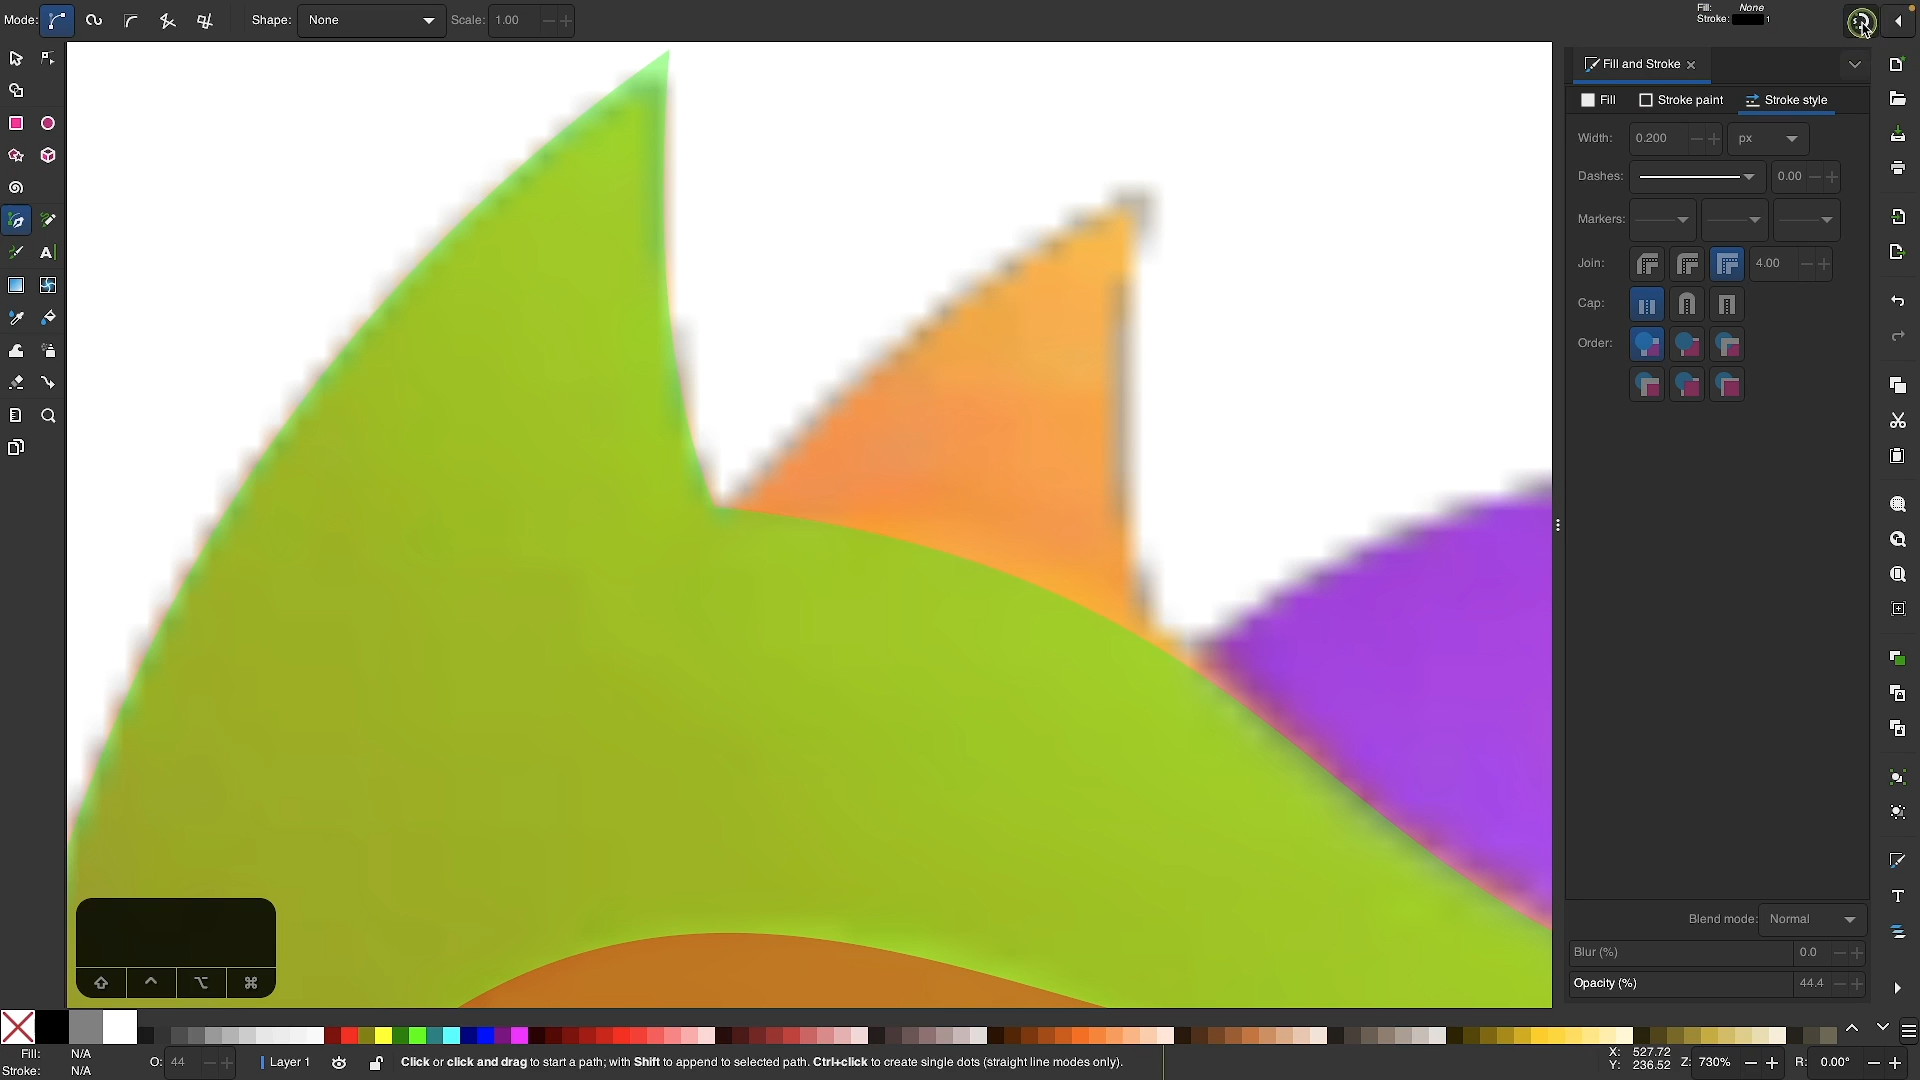 Mode:
Shape:
None
Scale:
1.00
Fill:
None
Stroke:
1
Fill and Stroke
Fill
Stroke paint
Stroke style
Width:
0.200
px
Dashes:
0.00
Markers:
Join:
4.00
Cap:
Order:
Blend mode:
Normal
Blur (%)
0.0
Opacity (%)
44.4
Fill:
N/A
Stroke:
N/A
O:
44
Layer 1
Click or click and drag to start a path; with Shift to append to selected path. Ctrl+click to create single dots (straight line modes only).
X: 527.72
Y: 236.52
Z:
730%
R:
0.00°